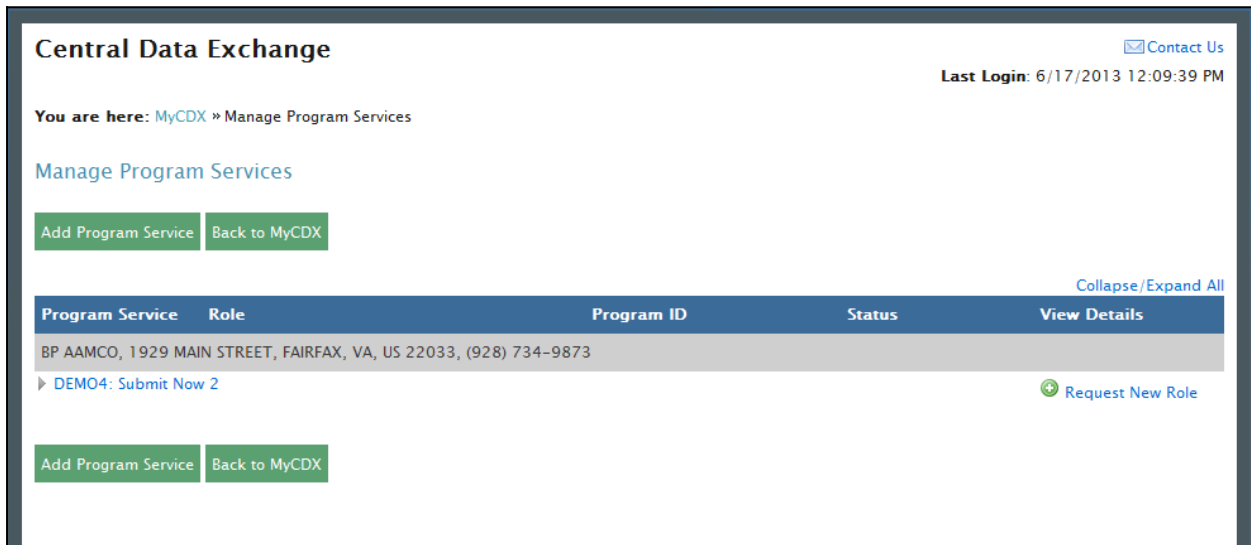 Central Data Exchange
Contact Us
Last Login: 6/17/2013 12:09:39 PM
You are here: MyCDX » Manage Program Services
Manage Program Services
Add Program Service Back to MyCDX
Collapse/Expand All
Program Service Role Program ID Status View Details
BP AAMCO, 1929 MAIN STREET, FAIRFAX, VA, US 22033, (928) 734-9873
DEMO4: Submit Now 2 Request New Role
Add Program Service Back to MyCDX